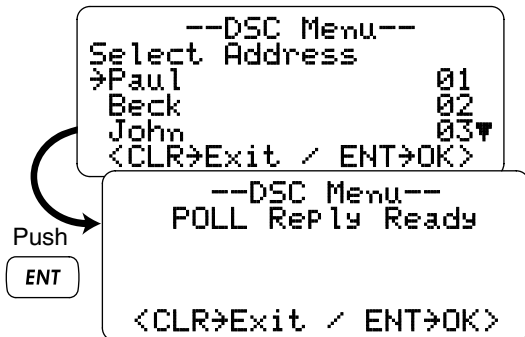 --DSC Menu--
Select Address
→Paul 01
Beck 02
John 03▼
<CLR→Exit / ENT→OK>
--DSC Menu--
POLL Reply Ready
<CLR→Exit / ENT→OK>
Push
ENT